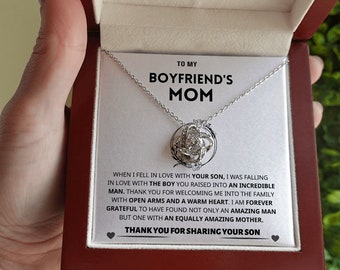 TO MY
BOYFRIEND'S
MOM
WHEN I FELL IN LOVE WITH YOUR SON, I WAS FALLING
IN LOVE WITH THE BOY YOU RAISED INTO AN INCREDIBLE
MAN. THANK YOU FOR WELCOMING ME INTO THE FAMILY
WITH OPEN ARMS AND A WARM HEART. I AM FOREVER
GRATEFUL TO HAVE FOUND NOT ONLY AN AMAZING MAN
BUT ONE WITH AN EQUALLY AMAZING MOTHER.
THANK YOU FOR SHARING YOUR SON